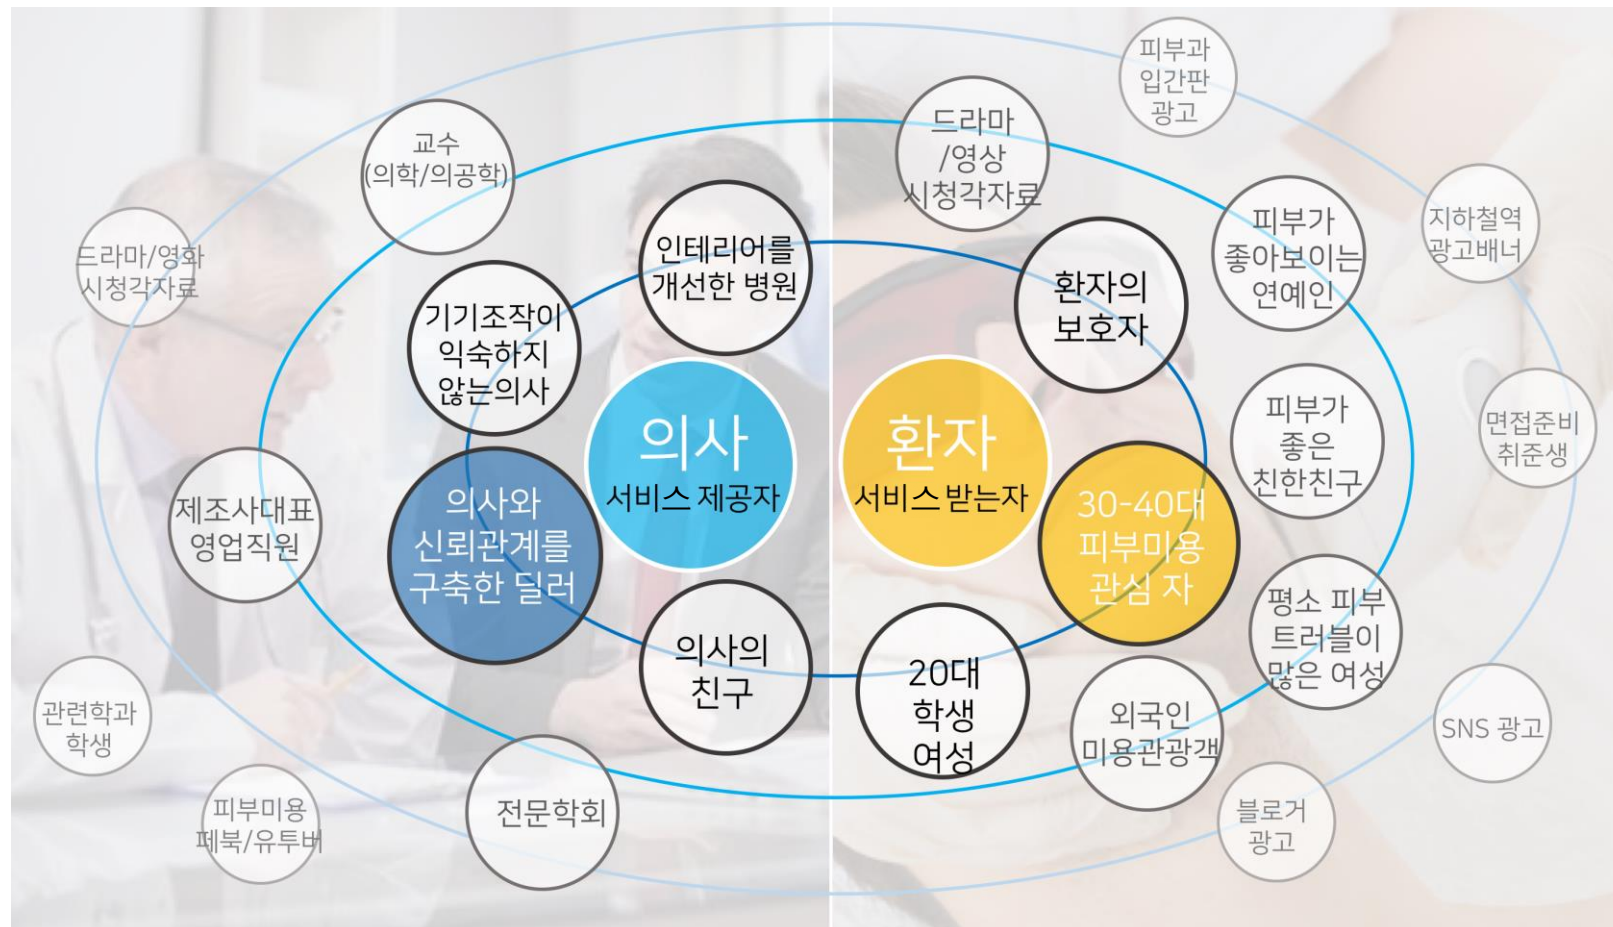 피부과
입간판
광고
드라마
/영상
시청각자료
교수
(의학/의공학)
인테리어를
개선한 병원
피부가
좋아보이는
연예인
지하철역
광고배너
드라마/영화
시청각자료
기기조작이
익숙하지
않는의사
환자의
보호자
의사
서비스 제공자
환자
서비스 받는자
피부가
좋은
친한친구
면접준비
취준생
제조사대표
영업직원
의사와
신뢰관계를
구축한 딜러
30-40대
피부미용
관심 자
평소 피부
트러블이
많은 여성
의사의
친구
20대
학생
여성
외국인
미용관광객
관련학과
학생
SNS 광고
피부미용
페북/유투버
전문학회
블로거
광고